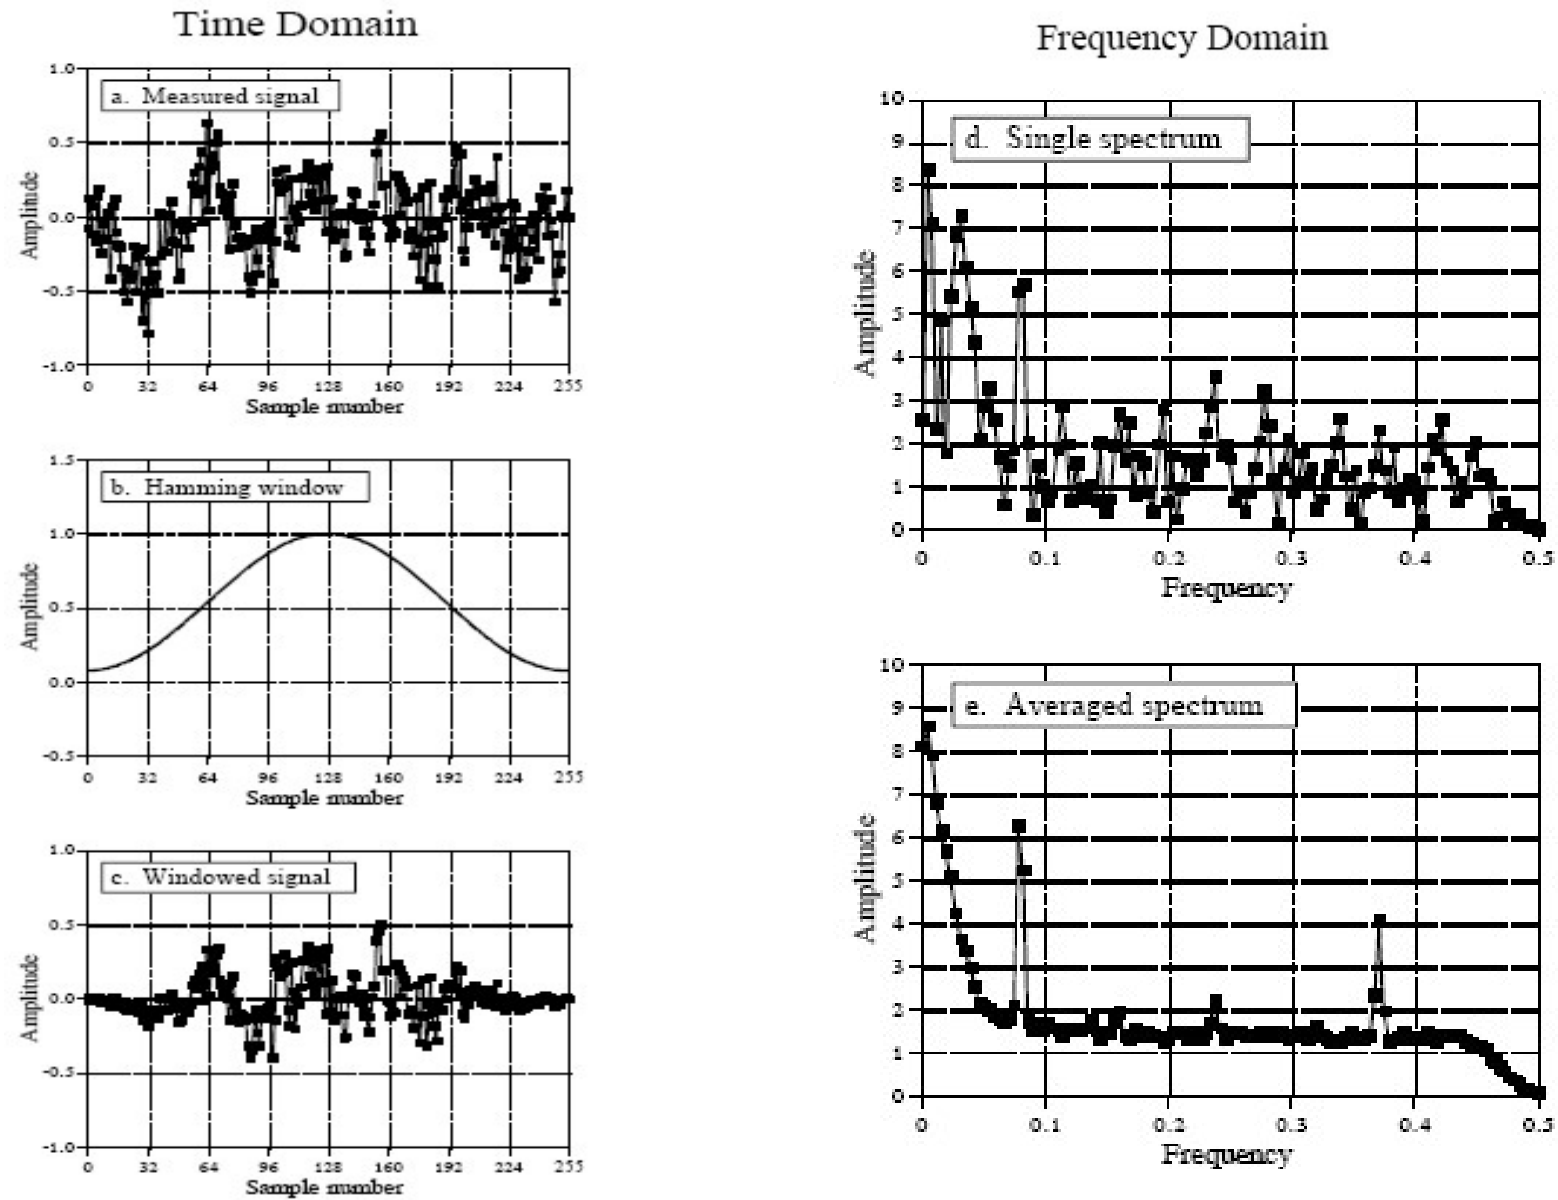 Time Domain
1.0
a. Measured signal
0.5
0.0
-0.5
-1.0
Amplitude
0 32 64 96 128 160 192 224 255
Sample number
1.5
b. Hamming window
1.0
0.5
0.0
-0.5
Amplitude
0 32 64 96 128 160 192 224 255
Sample number
1.0
c. Windowed signal
0.5
0.0
-0.5
-1.0
Amplitude
0 32 64 96 128 160 192 224 255
Sample number
Frequency Domain
10
9
d. Single spectrum
8
7
6
5
4
3
2
1
0
Amplitude
0 0.1 0.2 0.3 0.4 0.5
Frequency
10
9
e. Averaged spectrum
8
7
6
5
4
3
2
1
0
Amplitude
0 0.1 0.2 0.3 0.4 0.5
Frequency